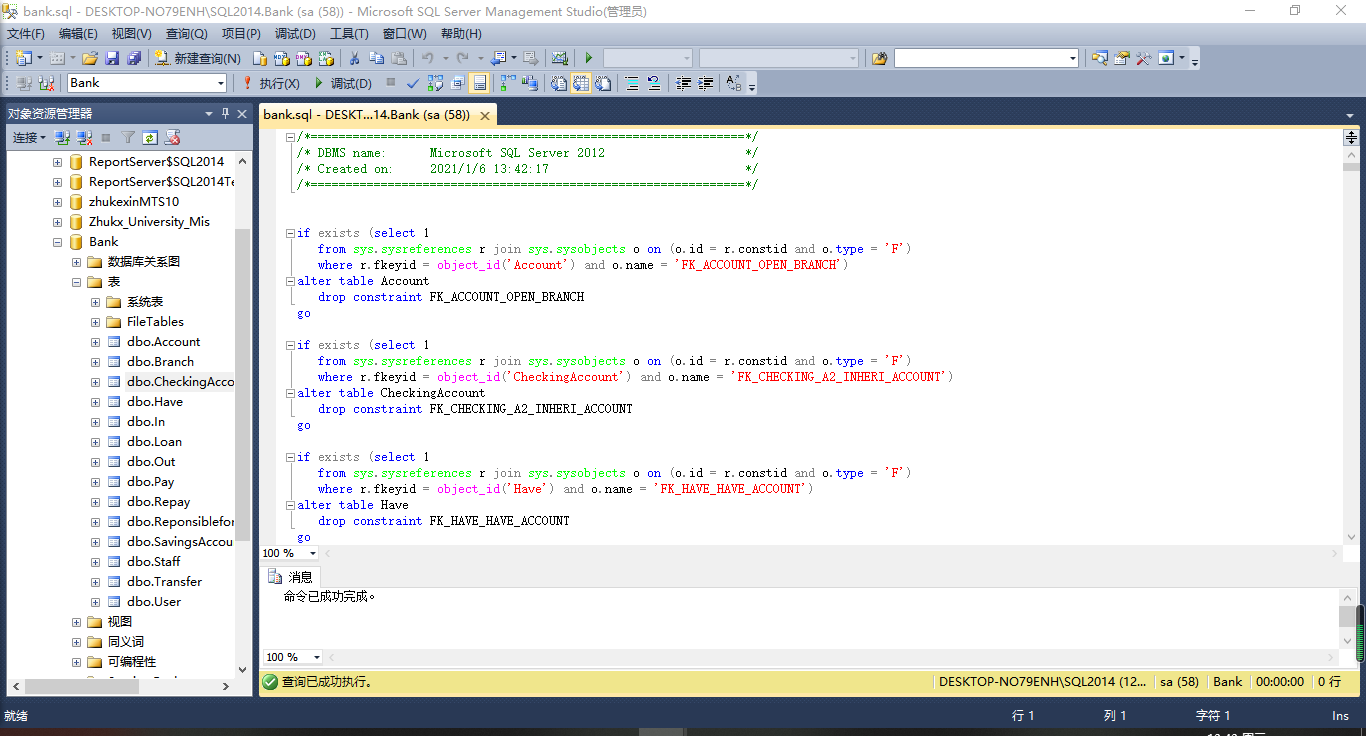 bank.sql - DESKTOP-NO79ENH\SQL2014.Bank (sa (58)) - Microsoft SQL Server Management Studio(管理员)
文件(F) 编辑(E) 视图(V) 查询(Q) 项目(P) 调试(D) 工具(T) 窗口(W) 帮助(H)
新建查询(N)
Bank
执行(X)
调试(D)
对象资源管理器
连接
ReportServer$SQL2014
ReportServer$SQL2014Te
zhukexinMTS10
Zhukx_University_Mis
Bank
数据库关系图
表
系统表
FileTables
dbo.Account
dbo.Branch
dbo.CheckingAcco
dbo.Have
dbo.In
dbo.Loan
dbo.Out
dbo.Pay
dbo.Repay
dbo.Reponsiblefor
dbo.SavingsAccou
dbo.Staff
dbo.Transfer
dbo.User
视图
同义词
可编程性
bank.sql - DESKT...14.Bank (sa (58))
/*==============================================================*/
/* DBMS name:      Microsoft SQL Server 2012                    */
/* Created on:     2021/1/6 13:42:17                            */
/*==============================================================*/
if exists (select 1
from sys.sysreferences r join sys.sysobjects o on (o.id = r.constid and o.type = 'F')
where r.fkeyid = object_id('Account') and o.name = 'FK_ACCOUNT_OPEN_BRANCH')
alter table Account
drop constraint FK_ACCOUNT_OPEN_BRANCH
go
if exists (select 1
from sys.sysreferences r join sys.sysobjects o on (o.id = r.constid and o.type = 'F')
where r.fkeyid = object_id('CheckingAccount') and o.name = 'FK_CHECKING_A2_INHERI_ACCOUNT')
alter table CheckingAccount
drop constraint FK_CHECKING_A2_INHERI_ACCOUNT
go
if exists (select 1
from sys.sysreferences r join sys.sysobjects o on (o.id = r.constid and o.type = 'F')
where r.fkeyid = object_id('Have') and o.name = 'FK_HAVE_HAVE_ACCOUNT')
alter table Have
drop constraint FK_HAVE_HAVE_ACCOUNT
go
100 %
消息
命令已成功完成。
100 %
查询已成功执行。
DESKTOP-NO79ENH\SQL2014 (12... sa (58) Bank 00:00:00 0 行
就绪
行 1 列 1 字符 1 Ins